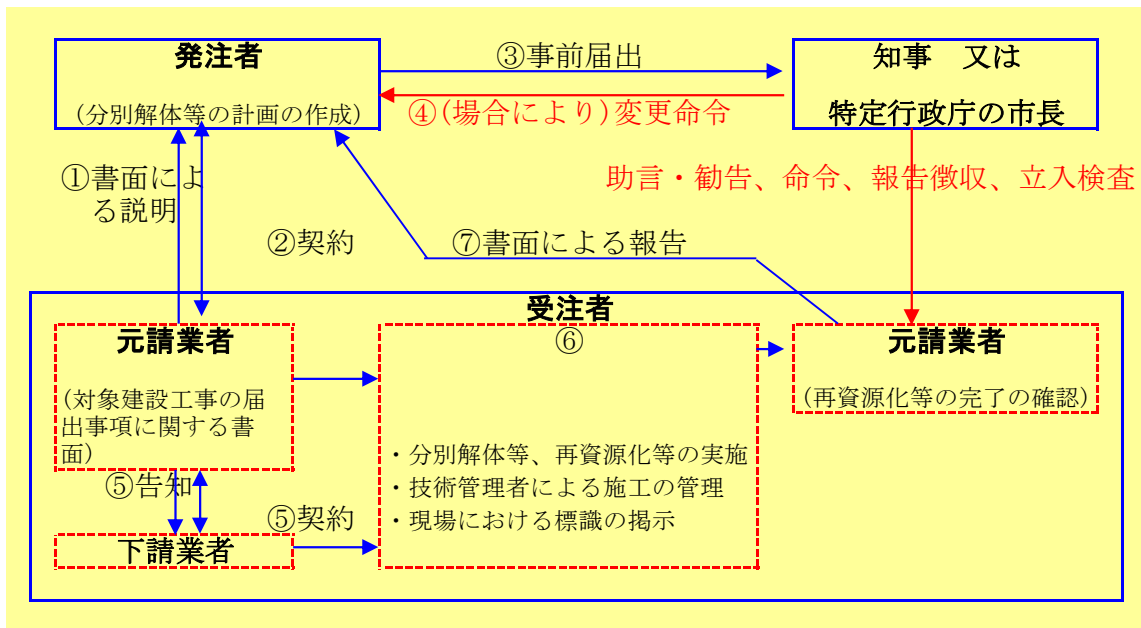 発注者
(分別解体等の計画の作成)
③事前届出
④(場合により)変更命令
知事　又は
特定行政庁の市長
①書面によ
る説明
②契約
⑦書面による報告
助言・勧告、命令、報告徴収、立入検査
受注者
元請業者
(対象建設工事の届
出事項に関する書
面)
⑤告知
⑤契約
下請業者
⑥
・分別解体等、再資源化等の実施
・技術管理者による施工の管理
・現場における標識の掲示
元請業者
(再資源化等の完了の確認)